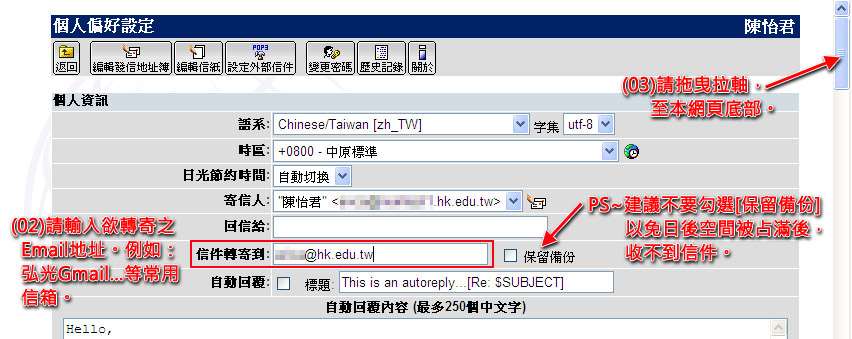 個人偏好設定 陳怡君
返回 編輯發信地址簿 編輯信紙 POP3 設定外部信件 變更密碼 歷史記錄 關於
(03)請拖曳拉軸，
至本網頁底部。
個人資訊
語系: Chinese/Taiwan [zh_TW] 字集 utf-8
時區: +0800 - 中原標準
日光節約時間: 自動切換
寄信人: "陳怡君" < .hk.edu.tw>
(02)請輸入欲轉寄之
Email地址。例如：
弘光Gmail...等常用
信箱。
回信給:
PS~建議不要勾選[保留備份]
以免日後空間被占滿後，
收不到信件。
信件轉寄到: @hk.edu.tw 保留備份
自動回覆: 標題: This is an autoreply...[Re: $SUBJECT]
自動回覆內容 (最多250個中文字)
Hello,